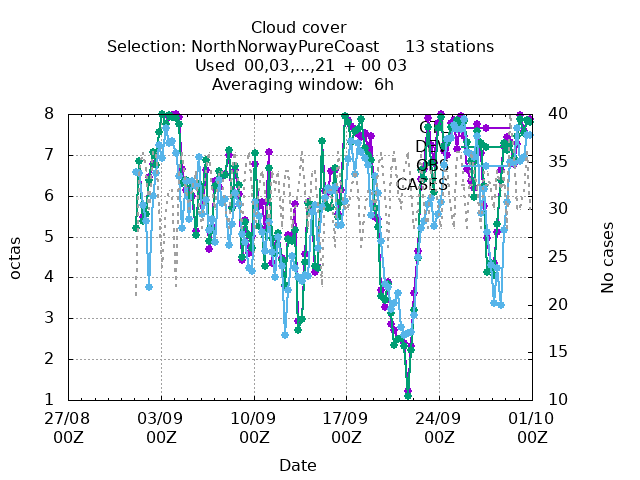 Cloud cover
Selection: NorthNorwayPureCoast 13 stations
Used 00,03,...,21 + 00 03
Averaging window: 6h
8
7
6
5
4
3
2
1
octas
40
35
30
25
20
15
10
No cases
OBS
CASES
27/08 03/09 10/09 17/09 24/09 01/10
00Z 00Z 00Z 00Z 00Z 00Z
Date